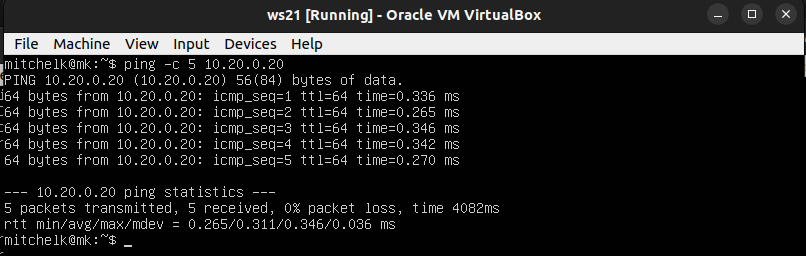 ws21 [Running] - Oracle VM VirtualBox
File Machine View Input Devices Help
mitchelk@mk:~$ ping -c 5 10.20.0.20
PING 10.20.0.20 (10.20.0.20) 56(84) bytes of data.
64 bytes from 10.20.0.20: icmp_seq=1 ttl=64 time=0.336 ms
64 bytes from 10.20.0.20: icmp_seq=2 ttl=64 time=0.265 ms
64 bytes from 10.20.0.20: icmp_seq=3 ttl=64 time=0.346 ms
64 bytes from 10.20.0.20: icmp_seq=4 ttl=64 time=0.342 ms
64 bytes from 10.20.0.20: icmp_seq=5 ttl=64 time=0.270 ms
--- 10.20.0.20 ping statistics ---
5 packets transmitted, 5 received, 0% packet loss, time 4082ms
rtt min/avg/max/mdev = 0.265/0.311/0.346/0.036 ms
mitchelk@mk:~$ _